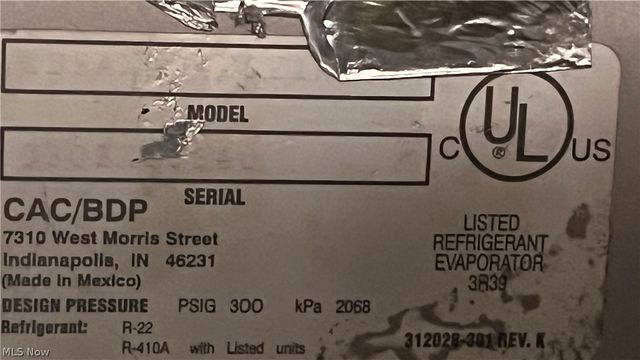 MODEL
SERIAL
C UL ® US
CAC/BDP
7310 West Morris Street
Indianapolis, IN 46231
(Made in Mexico)
LISTED
REFRIGERANT
EVAPORATOR
3R39
DESIGN PRESSURE PSIG 300 kPa 2068
Refrigerant: R-22
R-410A with Listed units
312028-301 REV. K
MLS Now